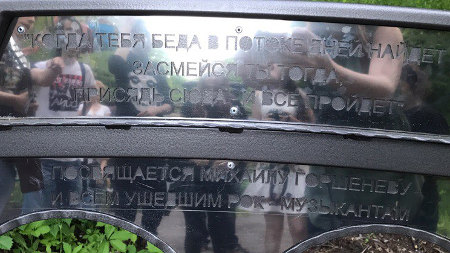 "КОГДА ТЕБЯ БЕДА В ПОТОКЕ ДНЕЙ НАЙДЕТ
ЗАСМЕЙСЯ ТЫ ТОГДА,
ПРИСЯДЬ СЮДА - И ВСЕ ПРОЙДЕТ"
ПОСВЯЩАЕТСЯ МИХАИЛУ ГОРШЕНЕВУ
И ВСЕМ УШЕДШИМ РОК-МУЗЫКАНТАМ